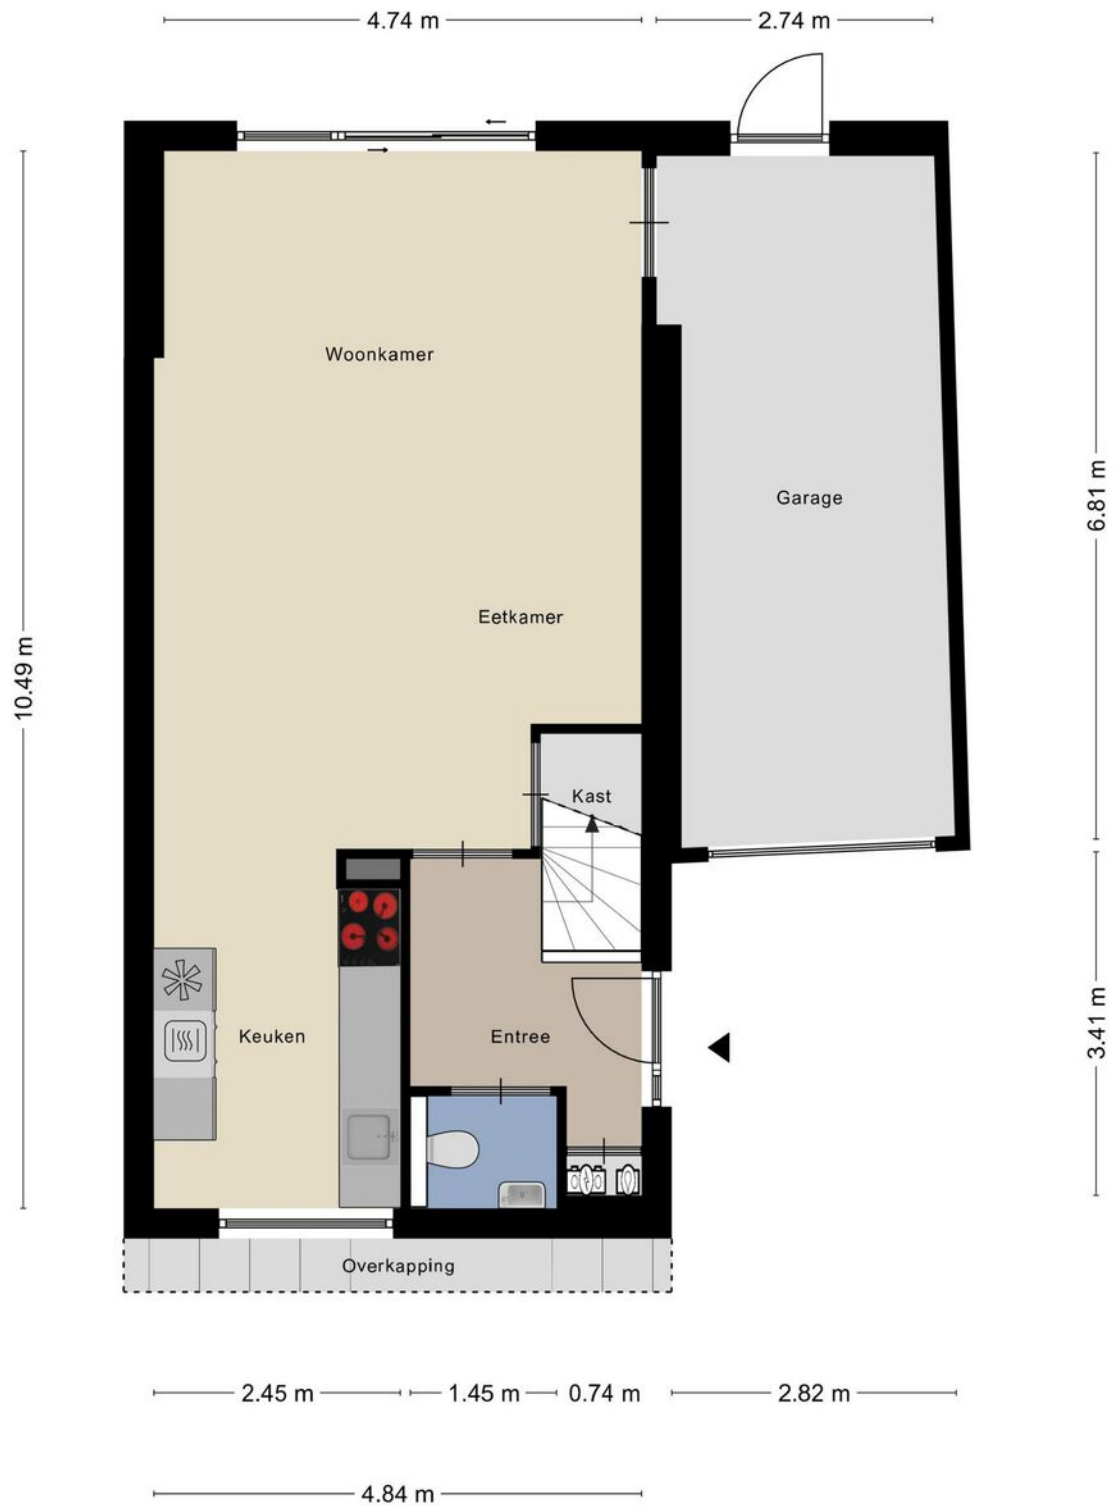 4.74 m
2.74 m
Woonkamer
6.81 m
Garage
Eetkamer
10.49 m
Kast
3.41 m
Keuken
Entree
Overkapping
2.45 m
1.45 m
0.74 m
2.82 m
4.84 m